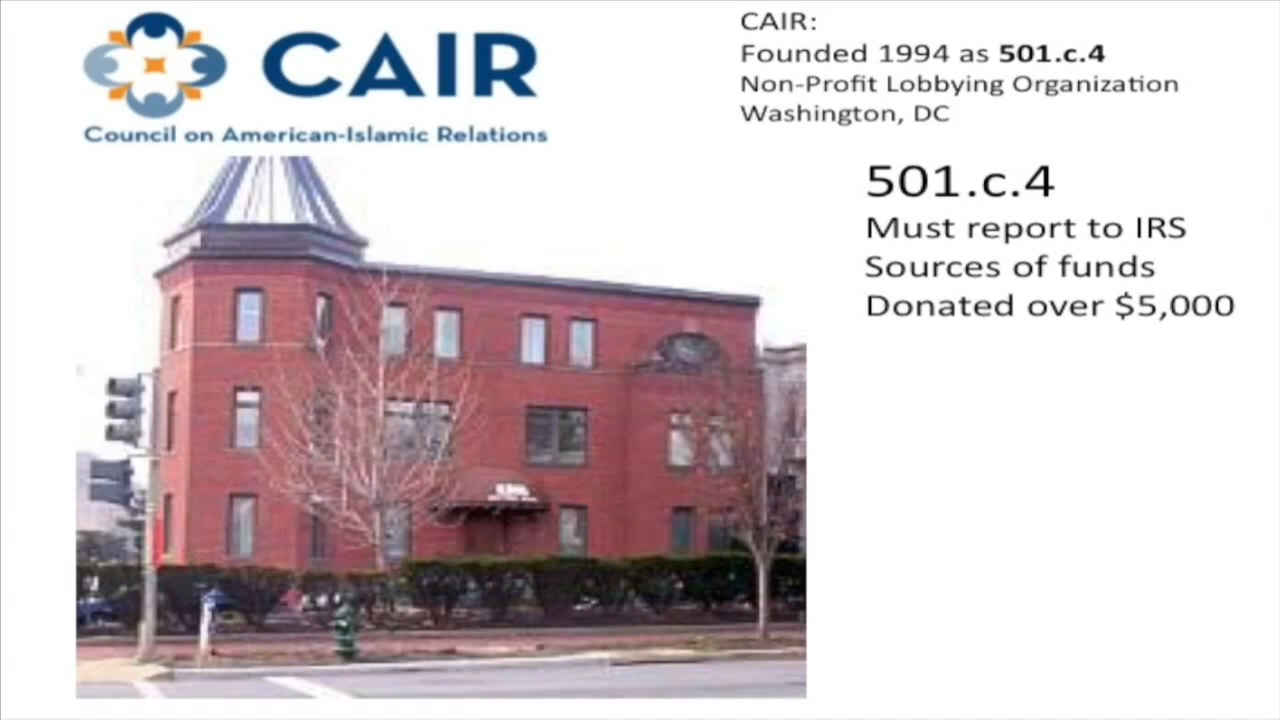 CAIR
Council on American-Islamic Relations
CAIR:
Founded 1994 as 501.c.4
Non-Profit Lobbying Organization
Washington, DC
501.c.4
Must report to IRS
Sources of funds
Donated over $5,000